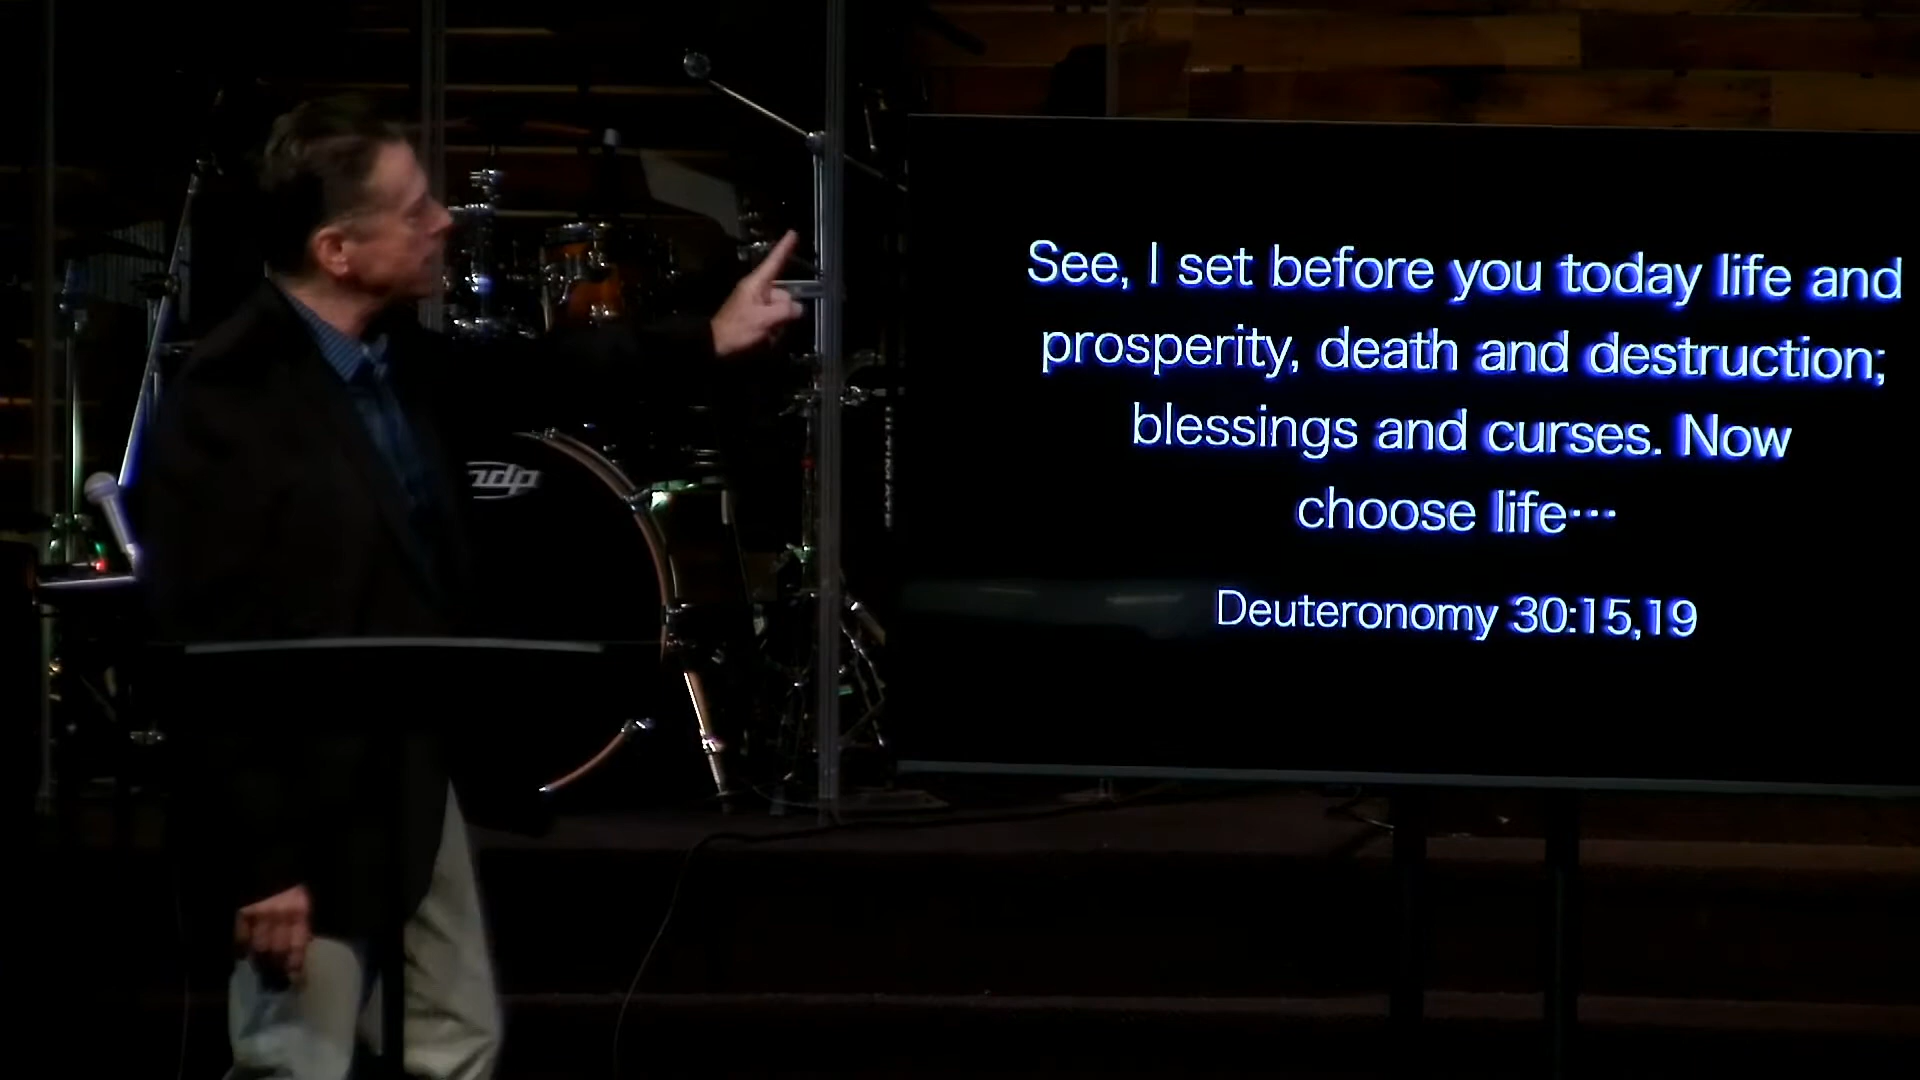 See, I set before you today life and
prosperity, death and destruction;
blessings and curses. Now
choose life…
Deuteronomy 30:15,19